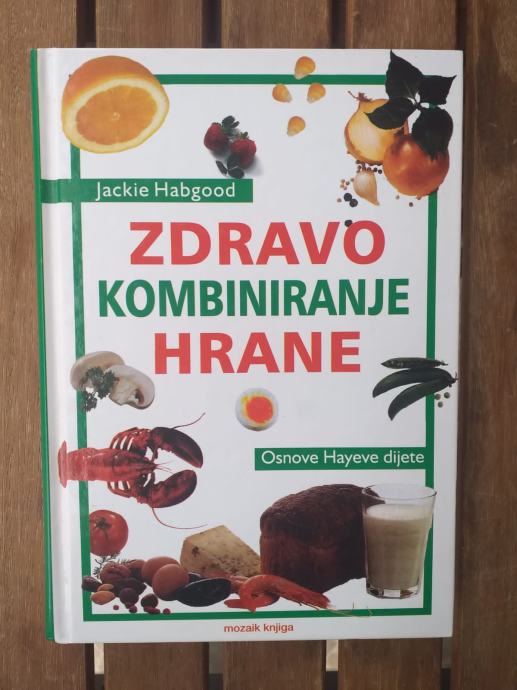 Jackie Habgood
ZDRAVO
KOMBINIRANJE
HRANE
Osnove Hayeve dijete
mozaik knjiga